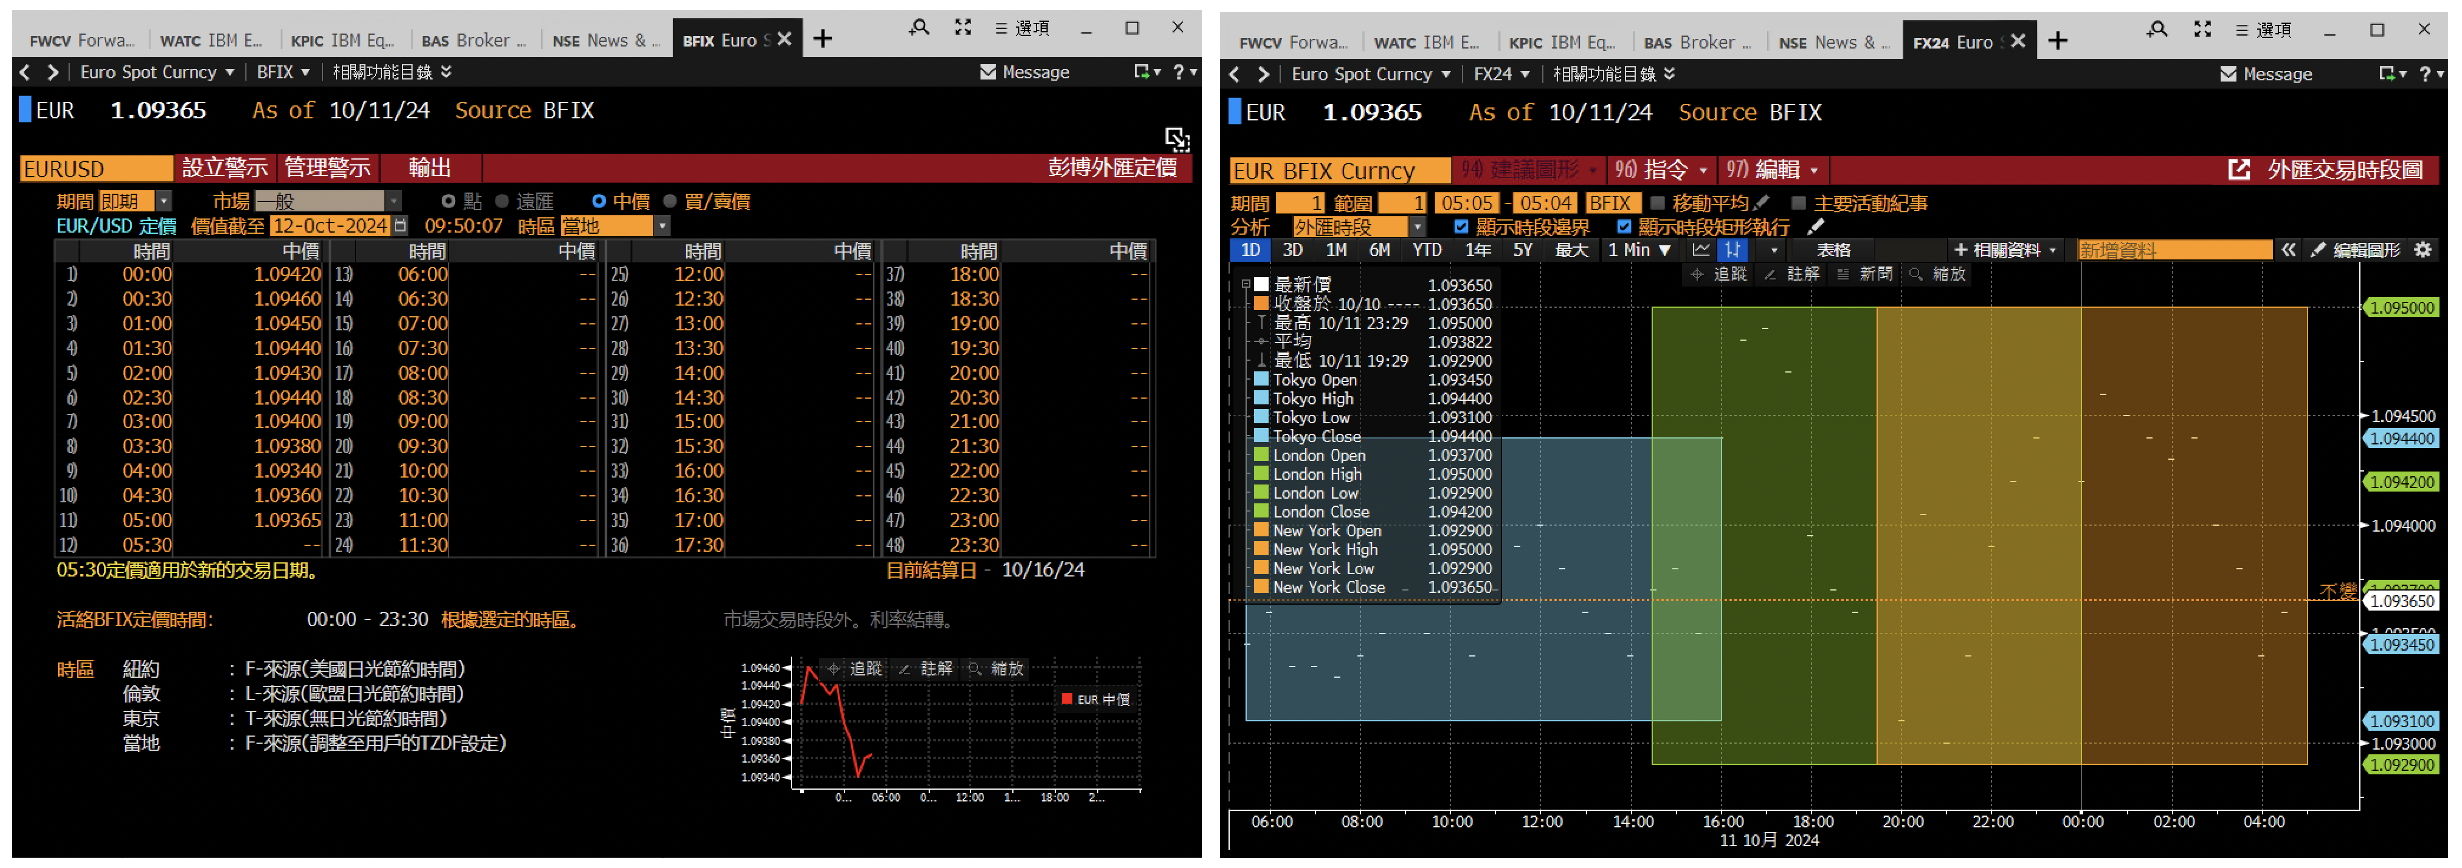 FWCV Forwa... WATC IBM E... KPIC IBM Eq... BAS Broker ... NSE News & ... BFIX Euro S × + 選項
Euro Spot Curncy ▾ BFIX ▾ 相關功能目錄 Message ?
EUR 1.09365 As of 10/11/24 Source BFIX
EURUSD 設立警示 管理警示 輸出 彭博外匯定價
期間 即期 市場 一般 點 遠匯 中價 買/賣價
EUR/USD 定價 價值截至 12-Oct-2024 09:50:07 時區 當地
時間 中價 時間 中價 時間 中價 時間 中價
1) 00:00 1.09420 13) 06:00 -- 25) 12:00 -- 37) 18:00 --
2) 00:30 1.09460 14) 06:30 -- 26) 12:30 -- 38) 18:30 --
3) 01:00 1.09450 15) 07:00 -- 27) 13:00 -- 39) 19:00 --
4) 01:30 1.09440 16) 07:30 -- 28) 13:30 -- 40) 19:30 --
5) 02:00 1.09430 17) 08:00 -- 29) 14:00 -- 41) 20:00 --
6) 02:30 1.09440 18) 08:30 -- 30) 14:30 -- 42) 20:30 --
7) 03:00 1.09400 19) 09:00 -- 31) 15:00 -- 43) 21:00 --
8) 03:30 1.09380 20) 09:30 -- 32) 15:30 -- 44) 21:30 --
9) 04:00 1.09340 21) 10:00 -- 33) 16:00 -- 45) 22:00 --
10) 04:30 1.09360 22) 10:30 -- 34) 16:30 -- 46) 22:30 --
11) 05:00 1.09365 23) 11:00 -- 35) 17:00 -- 47) 23:00 --
12) 05:30 -- 24) 11:30 -- 36) 17:30 -- 48) 23:30 --
05:30定價適用於新的交易日期。 目前結算日 - 10/16/24
活絡BFIX定價時間: 00:00 - 23:30 根據選定的時區。 市場交易時段外。利率結轉。
時區 紐約 : F-來源(美國日光節約時間)
倫敦 : L-來源(歐盟日光節約時間)
東京 : T-來源(無日光節約時間)
當地 : F-來源(調整至用戶的TZDF設定)
追蹤 註解 縮放
EUR 中價
中價
1.09460
1.09440
1.09420
1.09400
1.09380
1.09360
1.09340
0... 06:00 0... 12:00 1... 18:00 2...
FWCV Forwa... WATC IBM E... KPIC IBM Eq... BAS Broker ... NSE News & ... FX24 Euro × + 選項
Euro Spot Curncy ▾ FX24 ▾ 相關功能目錄 Message ?
EUR 1.09365 As of 10/11/24 Source BFIX
EUR BFIX Curncy 94) 建議圖形 96) 指令 97) 編輯 外匯交易時段圖
期間 1 範圍 1 05:05 - 05:04 BFIX 移動平均 主要活動紀事
分析 外匯時段 顯示時段邊界 顯示時段矩形執行
1D 3D 1M 6M YTD 1年 5Y 最大 1 Min ▼ 表格 + 相關資料 新增資料 « 編輯圖形
追蹤 註解 新聞 縮放
最新價 1.093650
收盤於 10/10 ---- 1.093650
最高 10/11 23:29 1.095000
平均 1.093822
最低 10/11 19:29 1.092900
Tokyo Open 1.093450
Tokyo High 1.094400
Tokyo Low 1.093100
Tokyo Close 1.094400
London Open 1.093700
London High 1.095000
London Low 1.092900
London Close 1.094200
New York Open 1.092900
New York High 1.095000
New York Low 1.092900
New York Close 1.093650
1.095000
1.094500
1.094400
1.094200
1.094000
不變
1.093650
1.093450
1.093100
1.093000
1.092900
06:00 08:00 10:00 12:00 14:00 16:00 18:00 20:00 22:00 00:00 02:00 04:00
11 10月 2024